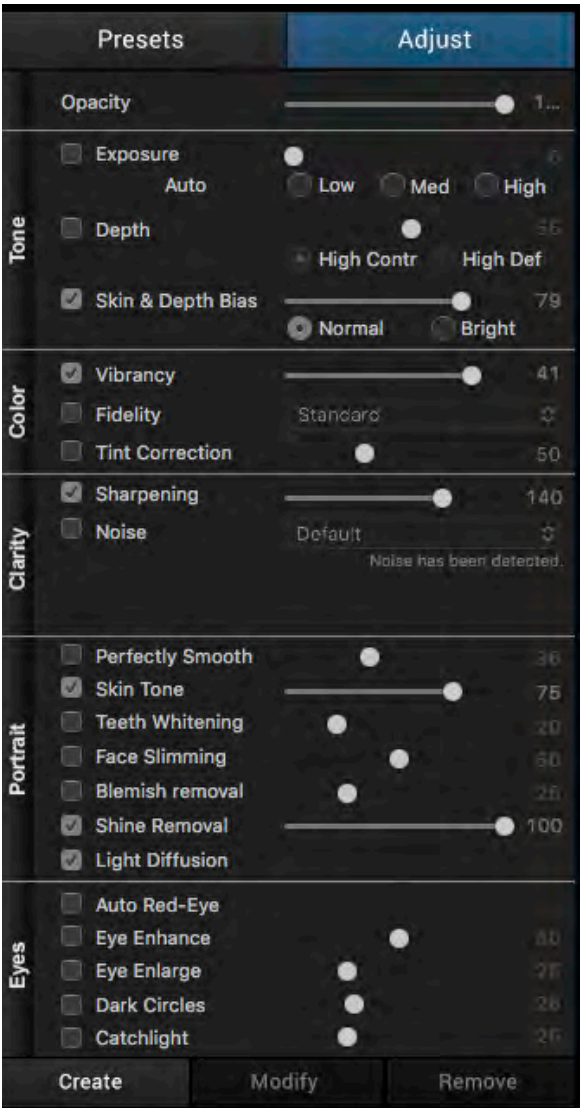 Presets Adjust
Opacity 1...
Tone
Exposure
Auto Low Med High
Depth
High Contr High Def
Skin & Depth Bias 79
Normal Bright
Color
Vibrancy 41
Fidelity Standard
Tint Correction 50
Clarity
Sharpening 140
Noise Default
Noise has been detected.
Portrait
Perfectly Smooth
Skin Tone 75
Teeth Whitening 20
Face Slimming
Blemish removal
Shine Removal 100
Light Diffusion
Eyes
Auto Red-Eye
Eye Enhance
Eye Enlarge
Dark Circles
Catchlight
Create Modify Remove